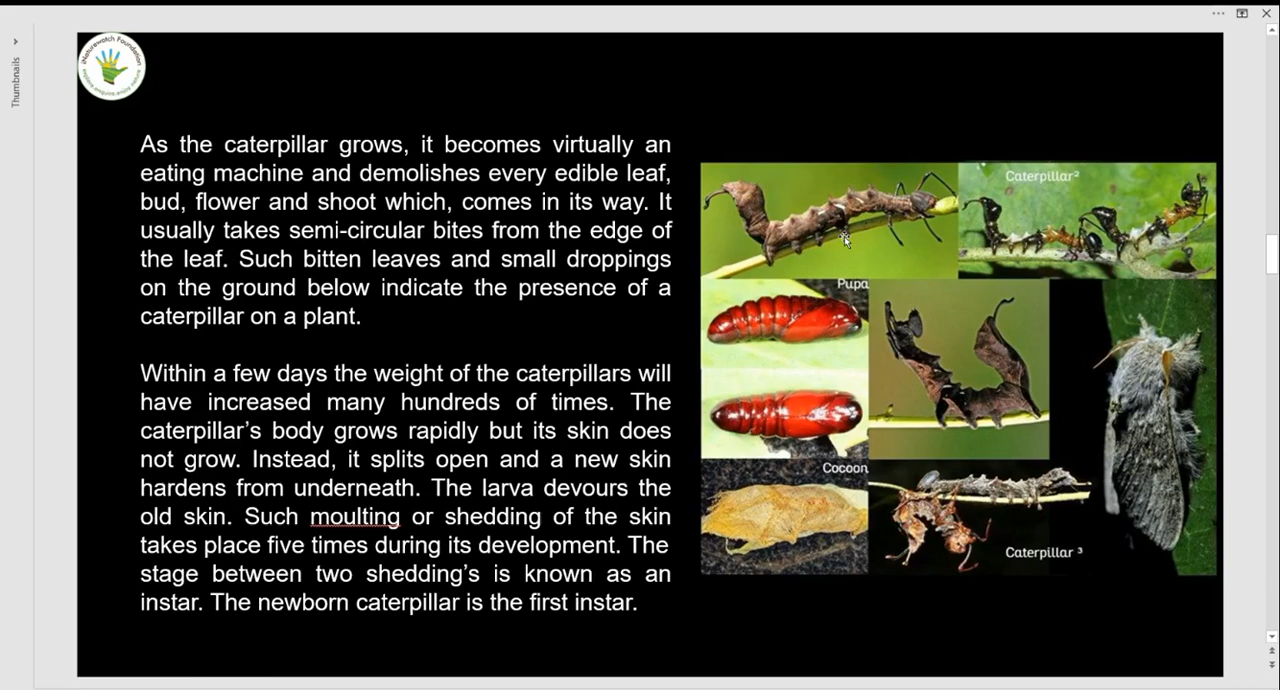 Thumbnails
iNaturewatch Foundation
explore.enquire.enjoy nature
As the caterpillar grows, it becomes virtually an
eating machine and demolishes every edible leaf,
bud, flower and shoot which, comes in its way. It
usually takes semi-circular bites from the edge of
the leaf. Such bitten leaves and small droppings
on the ground below indicate the presence of a
caterpillar on a plant.
Within a few days the weight of the caterpillars will
have increased many hundreds of times. The
caterpillar’s body grows rapidly but its skin does
not grow. Instead, it splits open and a new skin
hardens from underneath. The larva devours the
old skin. Such moulting or shedding of the skin
takes place five times during its development. The
stage between two shedding’s is known as an
instar. The newborn caterpillar is the first instar.
Caterpillar²
Pupa
Cocoon
Caterpillar ³